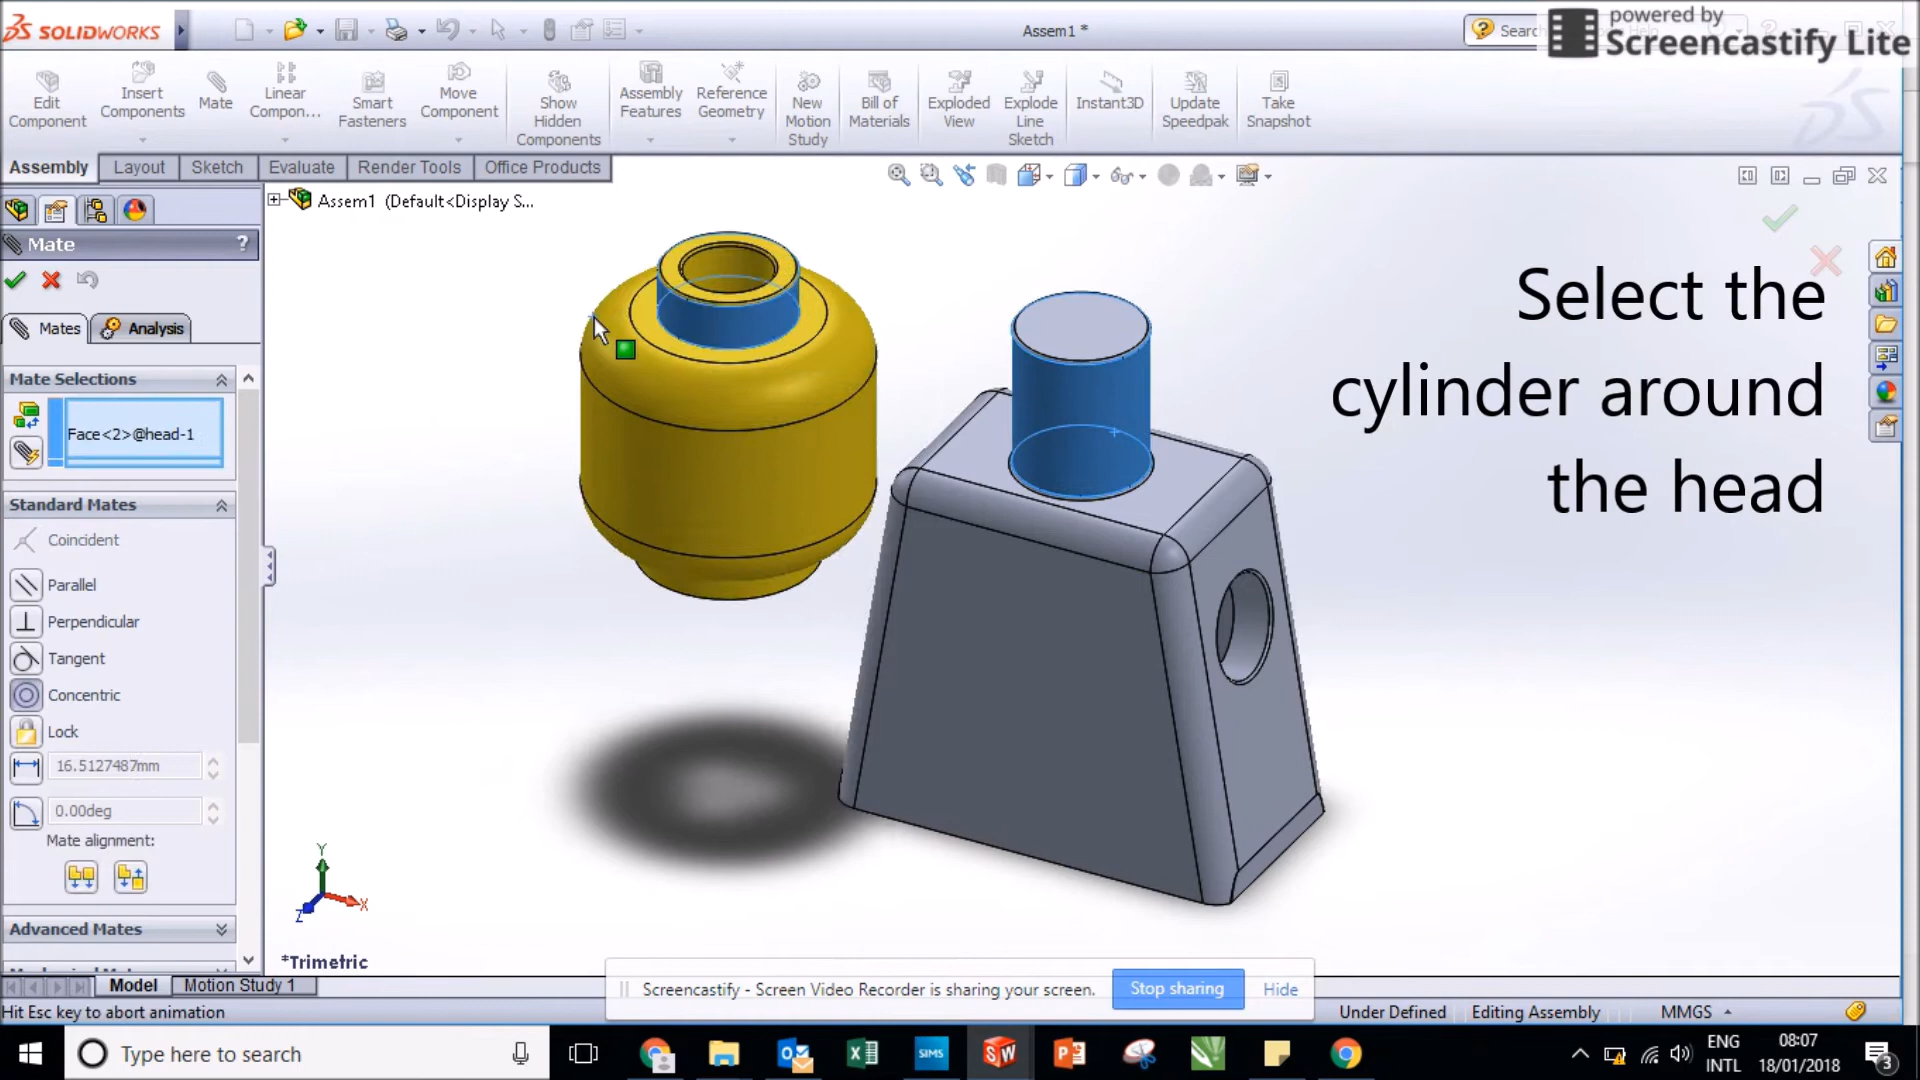 SOLIDWORKS
Assem1 *
powered by
Screencastify Lite
Edit
Component
Insert
Components
Mate
Linear
Compon...
Smart
Fasteners
Move
Component
Show
Hidden
Components
Assembly
Features
Reference
Geometry
New
Motion
Study
Bill of
Materials
Exploded
View
Explode
Line
Sketch
Instant3D
Update
Speedpak
Take
Snapshot
Assembly
Layout
Sketch
Evaluate
Render Tools
Office Products
Assem1 (Default<Display S...
Mate
?
Mates
Analysis
Mate Selections
Face<2>@head-1
Standard Mates
Coincident
Parallel
Perpendicular
Tangent
Concentric
Lock
16.5127487mm
0.00deg
Mate alignment:
Advanced Mates
Select the
cylinder around
the head
Y
X
Z
*Trimetric
Model
Motion Study 1
Screencastify - Screen Video Recorder is sharing your screen.
Stop sharing
Hide
Hit Esc key to abort animation
Under Defined
Editing Assembly
MMGS
Type here to search
SIMS
ENG
INTL
08:07
18/01/2018
3